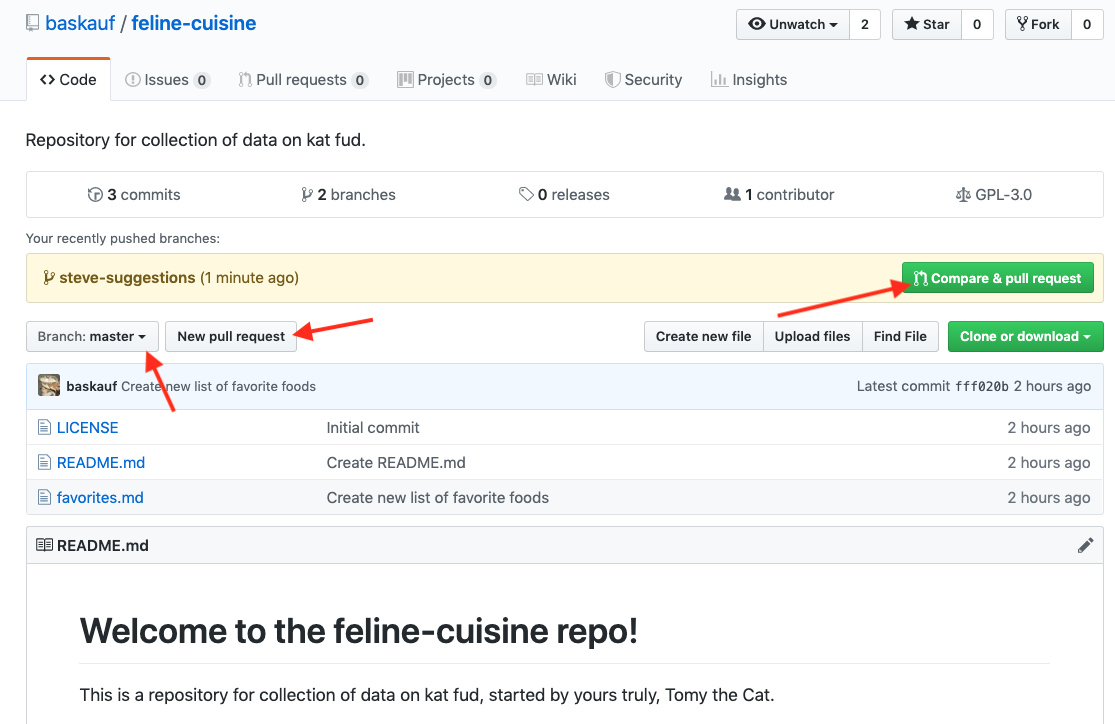 baskauf / feline-cuisine
Unwatch 2 Star 0 Fork 0
Code Issues 0 Pull requests 0 Projects 0 Wiki Security Insights
Repository for collection of data on kat fud.
3 commits 2 branches 0 releases 1 contributor GPL-3.0
Your recently pushed branches:
steve-suggestions (1 minute ago) Compare & pull request
Branch: master New pull request Create new file Upload files Find File Clone or download
baskauf Create new list of favorite foods Latest commit fff020b 2 hours ago
LICENSE Initial commit 2 hours ago
README.md Create README.md 2 hours ago
favorites.md Create new list of favorite foods 2 hours ago
README.md
Welcome to the feline-cuisine repo!
This is a repository for collection of data on kat fud, started by yours truly, Tomy the Cat.